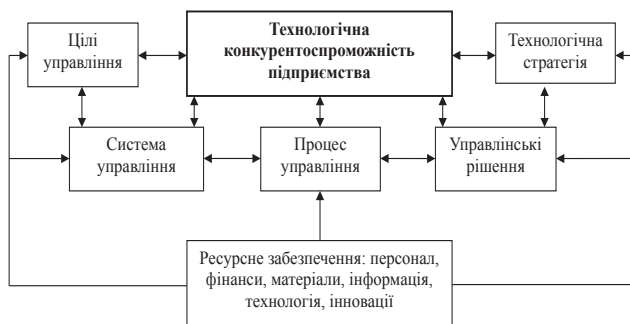 Цілі
управління
Технологічна
конкурентоспроможність
підприємства
Технологічна
стратегія
Система
управління
Процес
управління
Управлінські
рішення
Ресурсне забезпечення: персонал,
фінанси, матеріали, інформація,
технологія, інновації